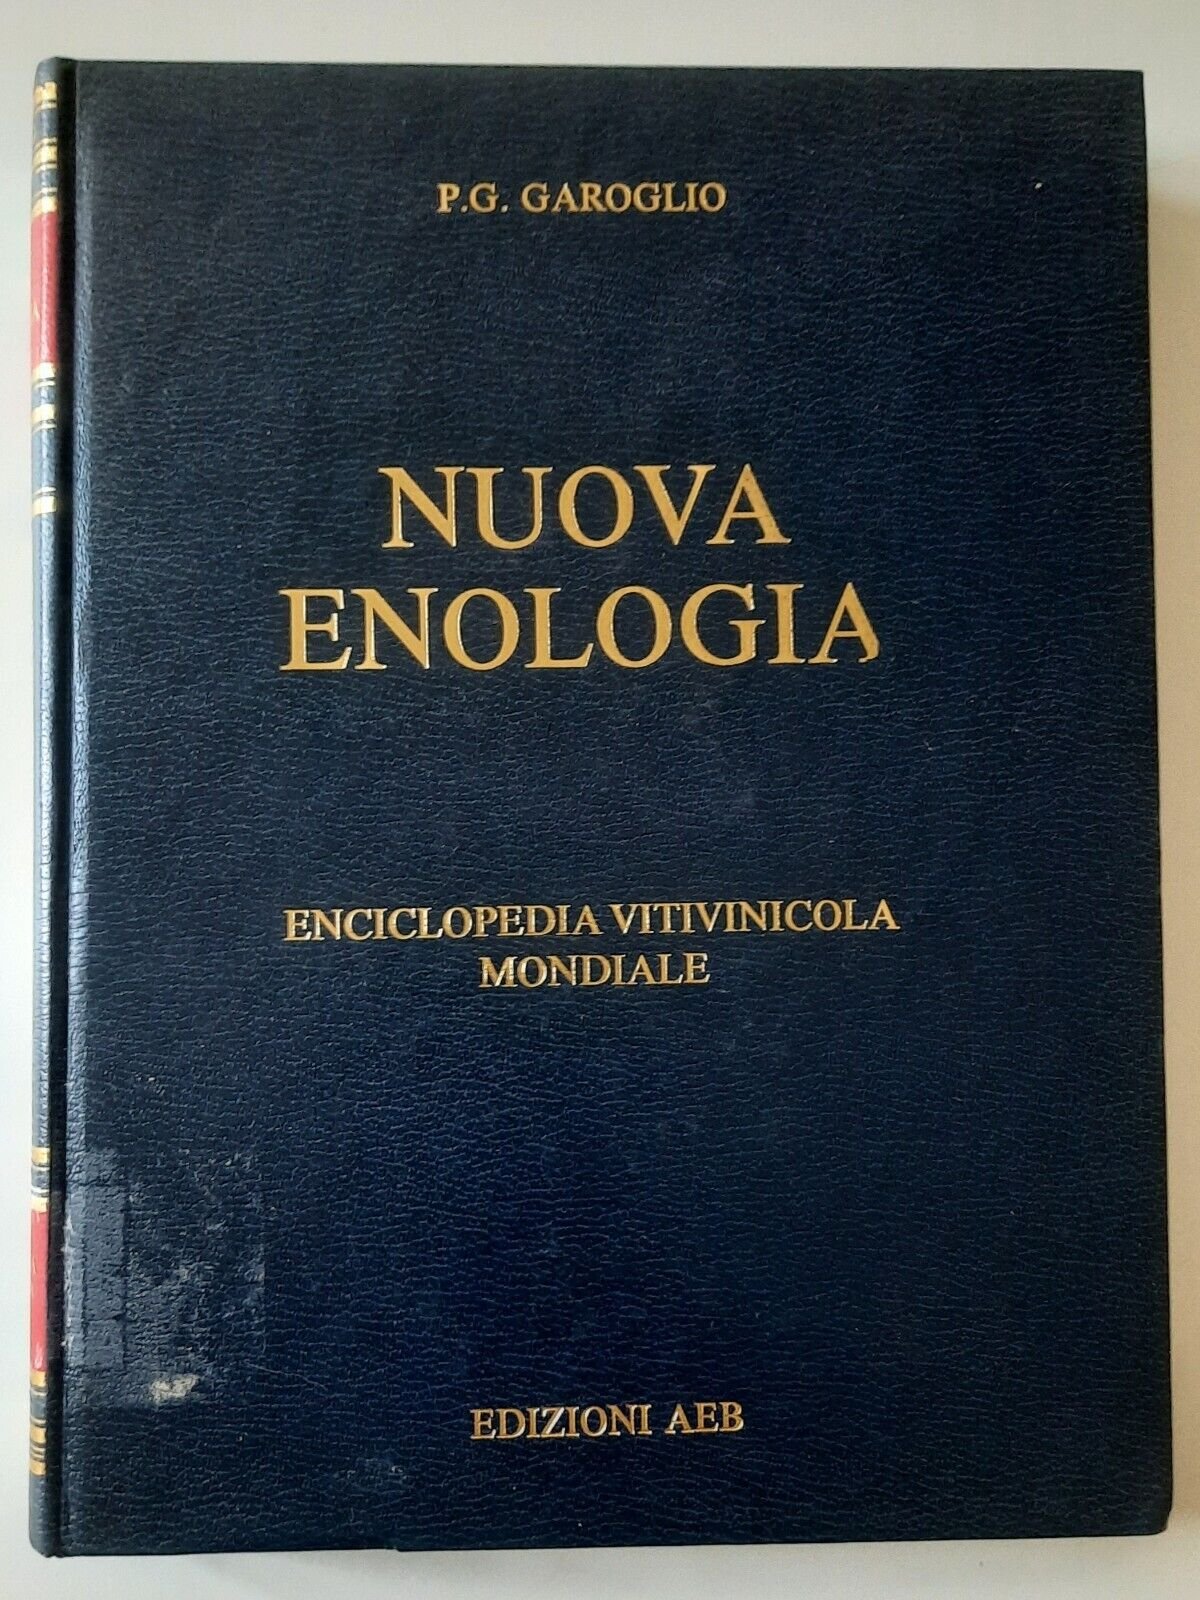 P.G. GAROGLIO
NUOVA
ENOLOGIA
ENCICLOPEDIA VITIVINICOLA
MONDIALE
EDIZIONI AEB